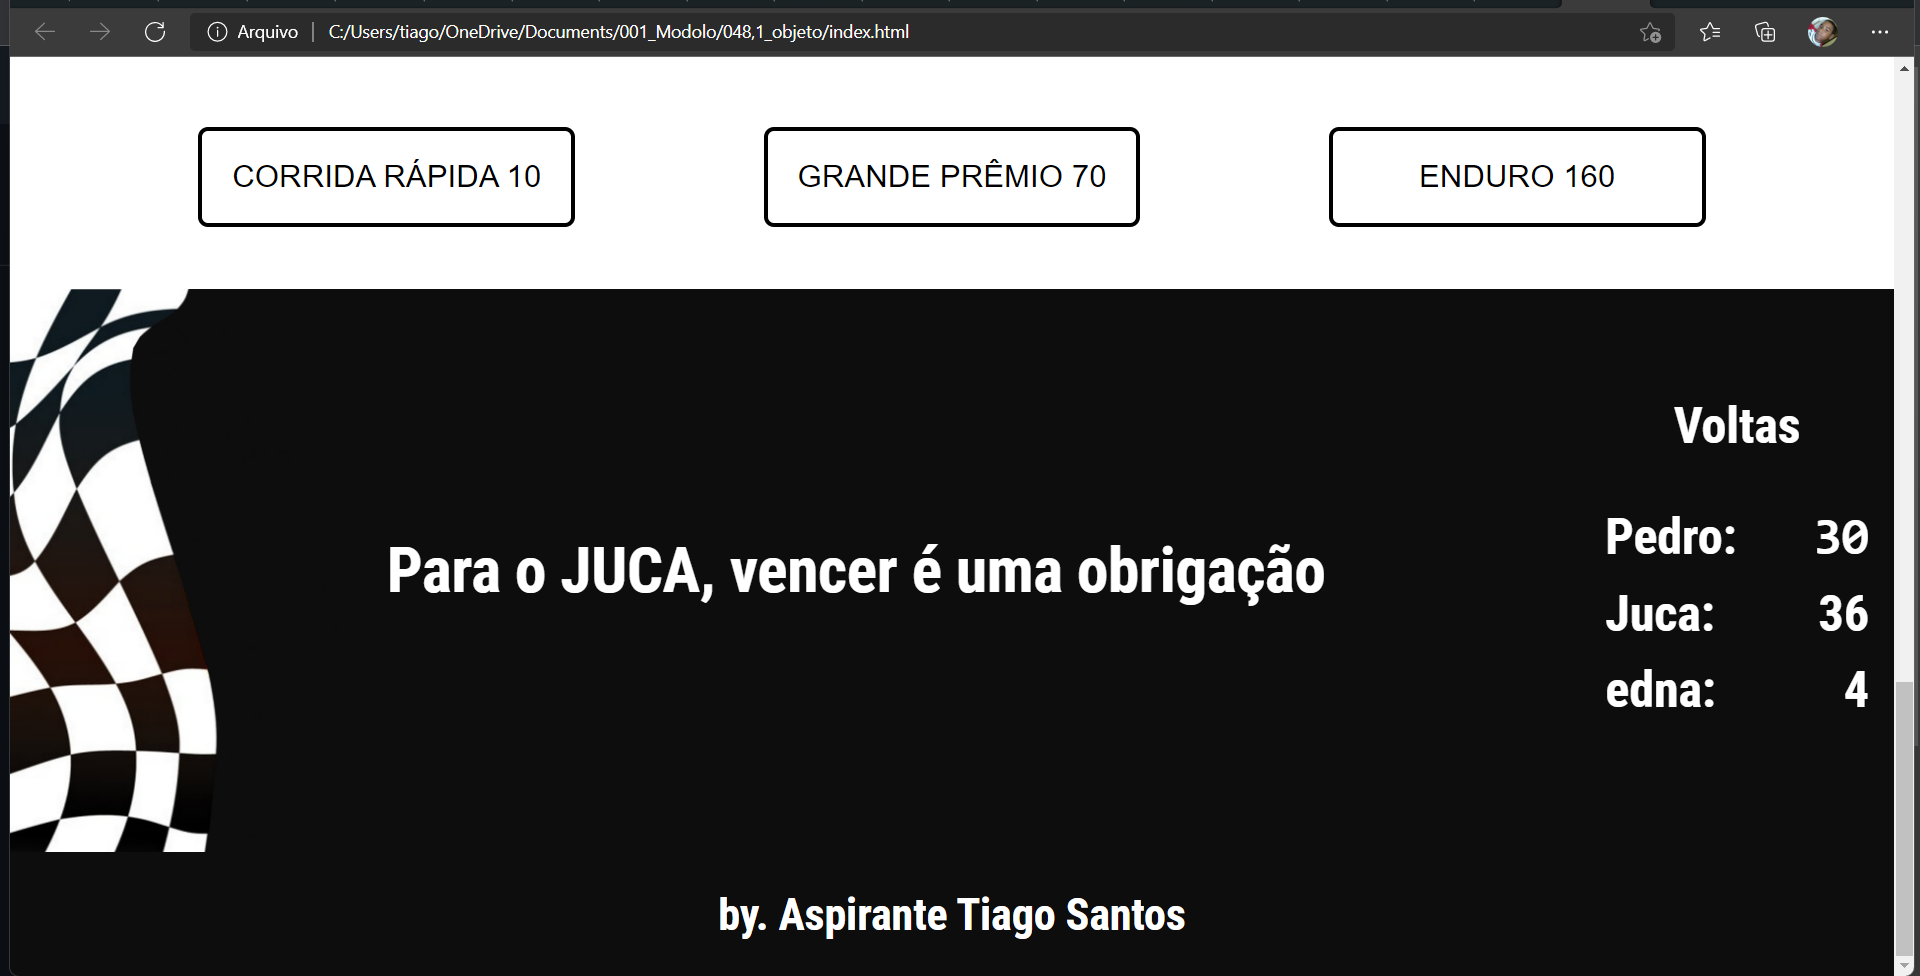 Arquivo | C:/Users/tiago/OneDrive/Documents/001_Modolo/048,1_objeto/index.html
CORRIDA RÁPIDA 10
GRANDE PRÊMIO 70
ENDURO 160
Voltas
Pedro: 30
Para o JUCA, vencer é uma obrigação
Juca: 36
edna: 4
by. Aspirante Tiago Santos